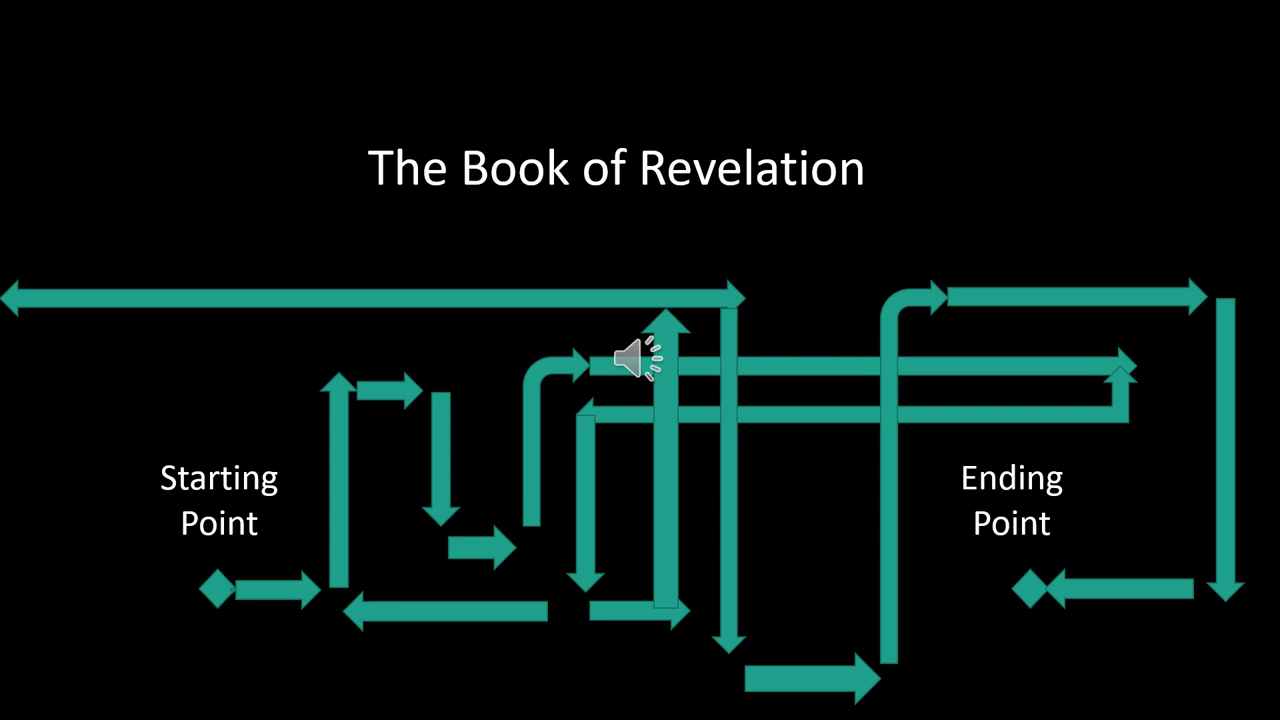 The Book of Revelation
Starting
Point
Ending
Point